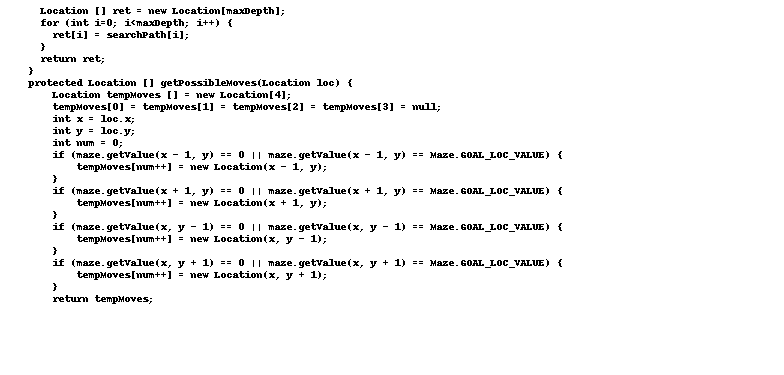 Location [] ret = new Location[maxDepth];
for (int i=0; i<maxDepth; i++) {
ret[i] = searchPath[i];
}
return ret;
}
protected Location [] getPossibleMoves(Location loc) {
Location tempMoves [] = new Location[4];
tempMoves[0] = tempMoves[1] = tempMoves[2] = tempMoves[3] = null;
int x = loc.x;
int y = loc.y;
int num = 0;
if (maze.getValue(x - 1, y) == 0 || maze.getValue(x - 1, y) == Maze.GOAL_LOC_VALUE) {
tempMoves[num++] = new Location(x - 1, y);
}
if (maze.getValue(x + 1, y) == 0 || maze.getValue(x + 1, y) == Maze.GOAL_LOC_VALUE) {
tempMoves[num++] = new Location(x + 1, y);
}
if (maze.getValue(x, y - 1) == 0 || maze.getValue(x, y - 1) == Maze.GOAL_LOC_VALUE) {
tempMoves[num++] = new Location(x, y - 1);
}
if (maze.getValue(x, y + 1) == 0 || maze.getValue(x, y + 1) == Maze.GOAL_LOC_VALUE) {
tempMoves[num++] = new Location(x, y + 1);
}
return tempMoves;